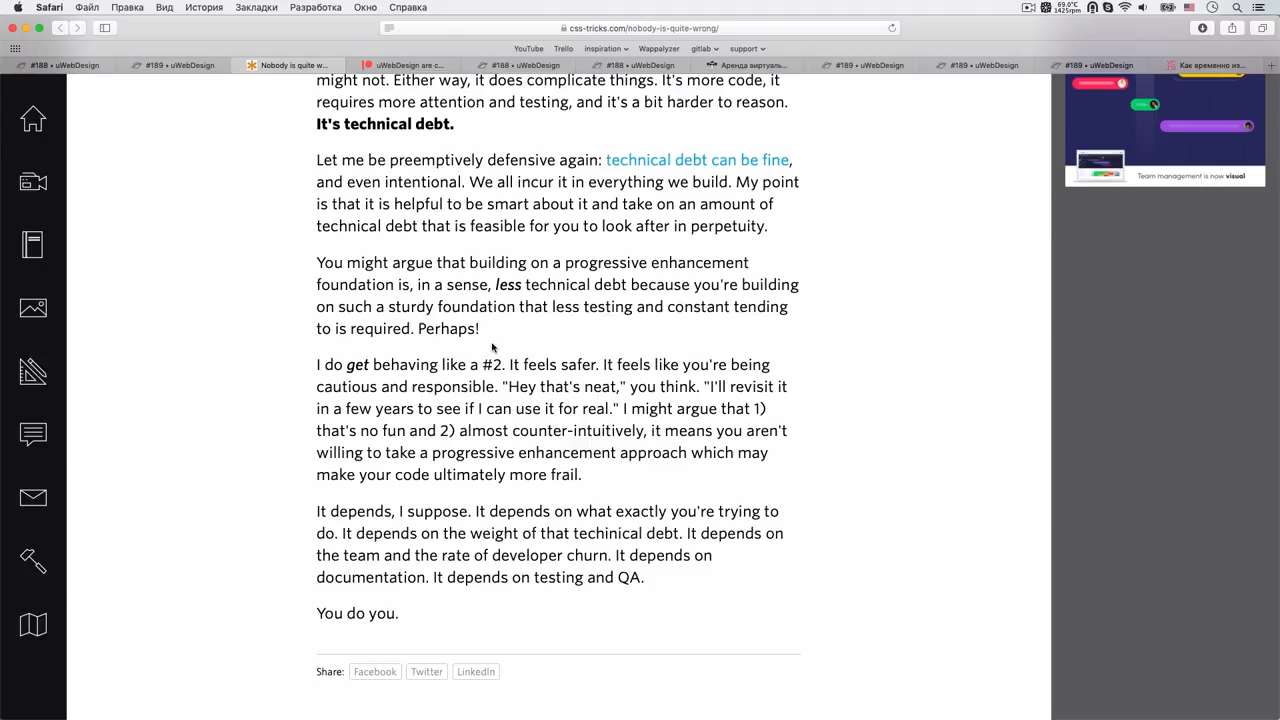 Safari Файл Правка Вид История Закладки Разработка Окно Справка
69.0°C
1425rpm
css-tricks.com/nobody-is-quite-wrong/
YouTube Trello inspiration Wappalyzer gitlab support
#188 • uWebDesign #189 • uWebDesign Nobody is quite w... uWebDesign are c... #188 • uWebDesign Аренда виртуаль... #189 • uWebDesign #189 • uWebDesign #189 • uWebDesign Как временно из...
might not. Either way, it does complicate things. It's more code, it
requires more attention and testing, and it's a bit harder to reason.
It's technical debt.
Let me be preemptively defensive again: technical debt can be fine,
and even intentional. We all incur it in everything we build. My point
is that it is helpful to be smart about it and take on an amount of
technical debt that is feasible for you to look after in perpetuity.
You might argue that building on a progressive enhancement
foundation is, in a sense, less technical debt because you're building
on such a sturdy foundation that less testing and constant tending
to is required. Perhaps!
I do get behaving like a #2. It feels safer. It feels like you're being
cautious and responsible. "Hey that's neat," you think. "I'll revisit it
in a few years to see if I can use it for real." I might argue that 1)
that's no fun and 2) almost counter-intuitively, it means you aren't
willing to take a progressive enhancement approach which may
make your code ultimately more frail.
It depends, I suppose. It depends on what exactly you're trying to
do. It depends on the weight of that techinical debt. It depends on
the team and the rate of developer churn. It depends on
documentation. It depends on testing and QA.
You do you.
Share: Facebook Twitter LinkedIn
Team management is now visual